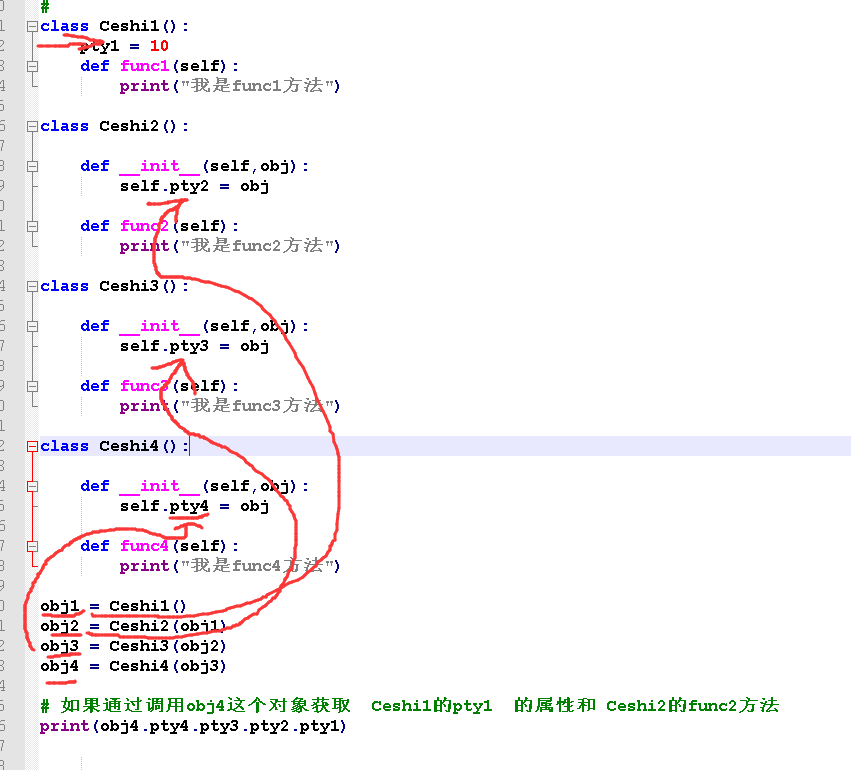 #
class Ceshi1():
pty1 = 10
def func1(self):
print("我是func1方法")
class Ceshi2():
def __init__(self,obj):
self.pty2 = obj
def func2(self):
print("我是func2方法")
class Ceshi3():
def __init__(self,obj):
self.pty3 = obj
def func3(self):
print("我是func3方法")
class Ceshi4():
def __init__(self,obj):
self.pty4 = obj
def func4(self):
print("我是func4方法")
obj1 = Ceshi1()
obj2 = Ceshi2(obj1)
obj3 = Ceshi3(obj2)
obj4 = Ceshi4(obj3)
# 如果通过调用obj4这个对象获取 Ceshi1的pty1 的属性和 Ceshi2的func2方法
print(obj4.pty4.pty3.pty2.pty1)